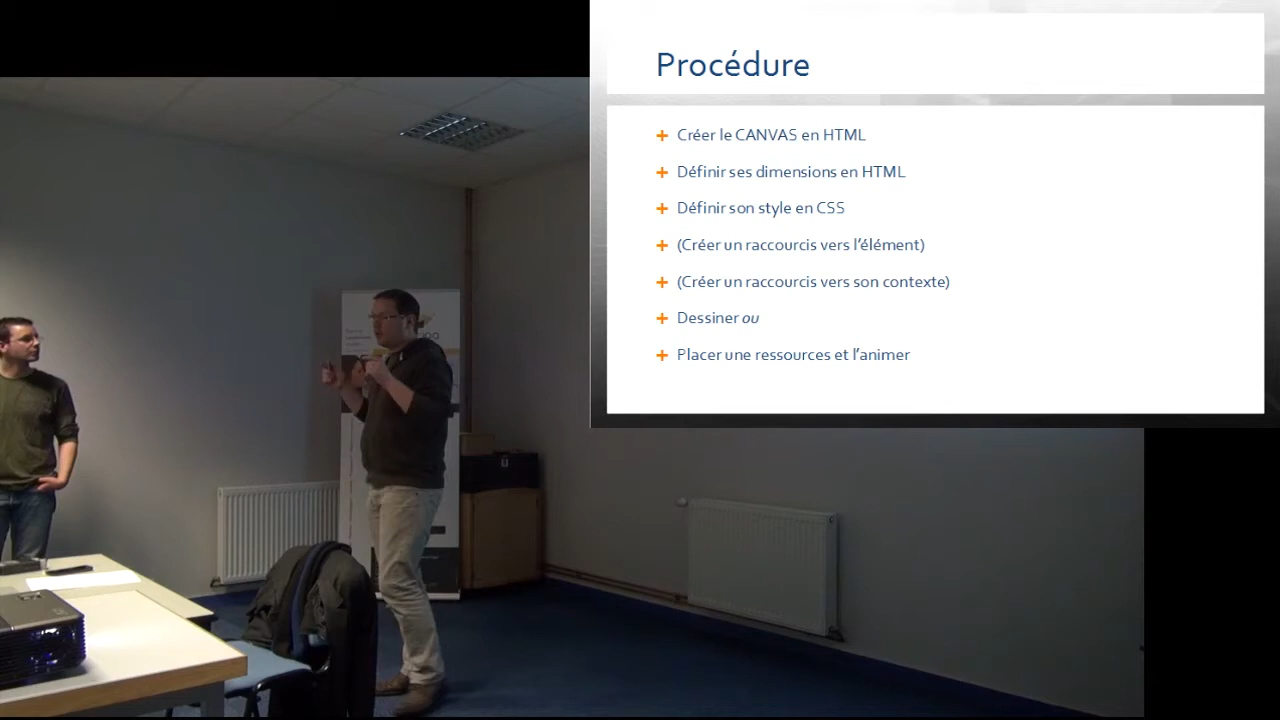 Procédure
+ Créer le CANVAS en HTML
+ Définir ses dimensions en HTML
+ Définir son style en CSS
+ (Créer un raccourcis vers l'élément)
+ (Créer un raccourcis vers son contexte)
+ Dessiner ou
+ Placer une ressources et l'animer